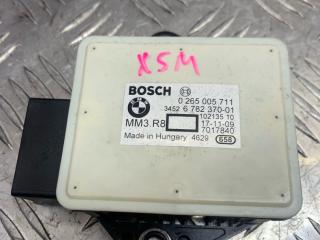 X5M
BOSCH
0 265 005 711
3452 6 782 370-01
102135 10
MM3.R8 17-11-09
7017840
Made in Hungary 4629 658